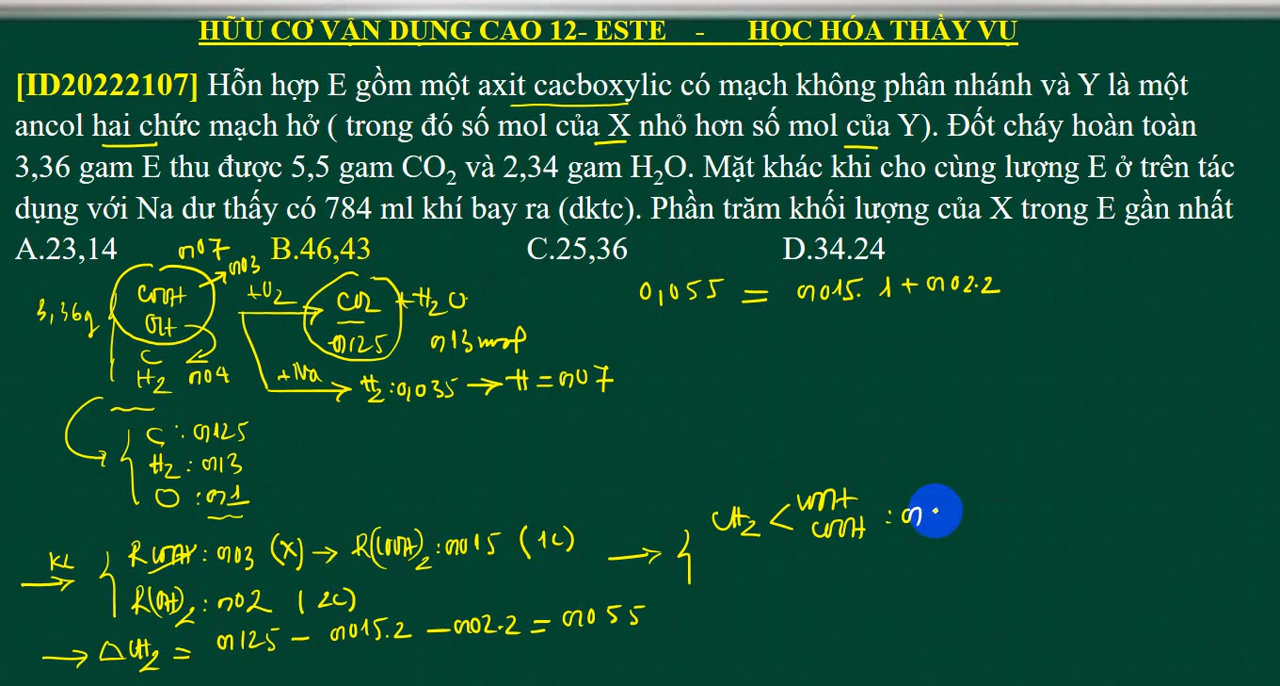 HỮU CƠ VẬN DỤNG CAO 12- ESTE - HỌC HÓA THẦY VỤ
[ID20222107] Hỗn hợp E gồm một axit cacboxylic có mạch không phân nhánh và Y là một
ancol hai chức mạch hở ( trong đó số mol của X nhỏ hơn số mol của Y). Đốt cháy hoàn toàn
3,36 gam E thu được 5,5 gam CO₂ và 2,34 gam H₂O. Mặt khác khi cho cùng lượng E ở trên tác
dụng với Na dư thấy có 784 ml khí bay ra (dktc). Phần trăm khối lượng của X trong E gần nhất
A.23,14 B.46,43 C.25,36 D.34.24
0,07
0,03
3,36g COOH +O2 CO2 +H2O 0,055 = 0,015.1+0,02.2
OH 0,125 0,13 mol
C
H2 0,04 +Na H2:0,035 → H = 0,07
C : 0,125
H2 : 0,13
O : 0,1
CH2 < COOH COOH : 0
KL RCOOH : 0,03 (X) → R(COOH)2 : 0,015 (1C) →
R(OH)2 : 0,02 (2C)
→ ΔCH2 = 0,125 - 0,015.2 - 0,02.2 = 0,055